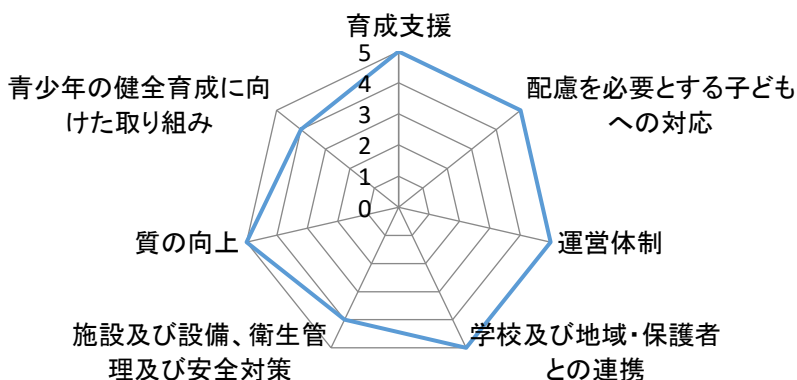 育成支援
5
4
3
2
1
0
配慮を必要とする子ども
への対応
運営体制
学校及び地域・保護者
との連携
施設及び設備、衛生管
理及び安全対策
質の向上
青少年の健全育成に向
けた取り組み